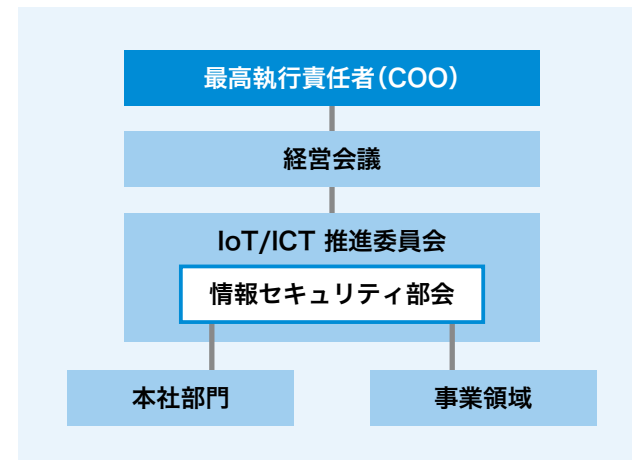 最高執行責任者(COO)
経営会議
IoT/ICT 推進委員会
情報セキュリティ部会
本社部門
事業領域